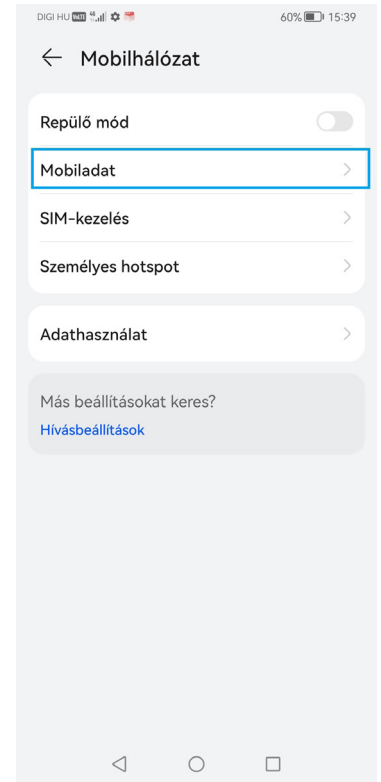 DIGI HU 60% 15:39
Mobilhálózat
Repülő mód
Mobiladat
SIM-kezelés
Személyes hotspot
Adathasználat
Más beállításokat keres?
Hívásbeállítások